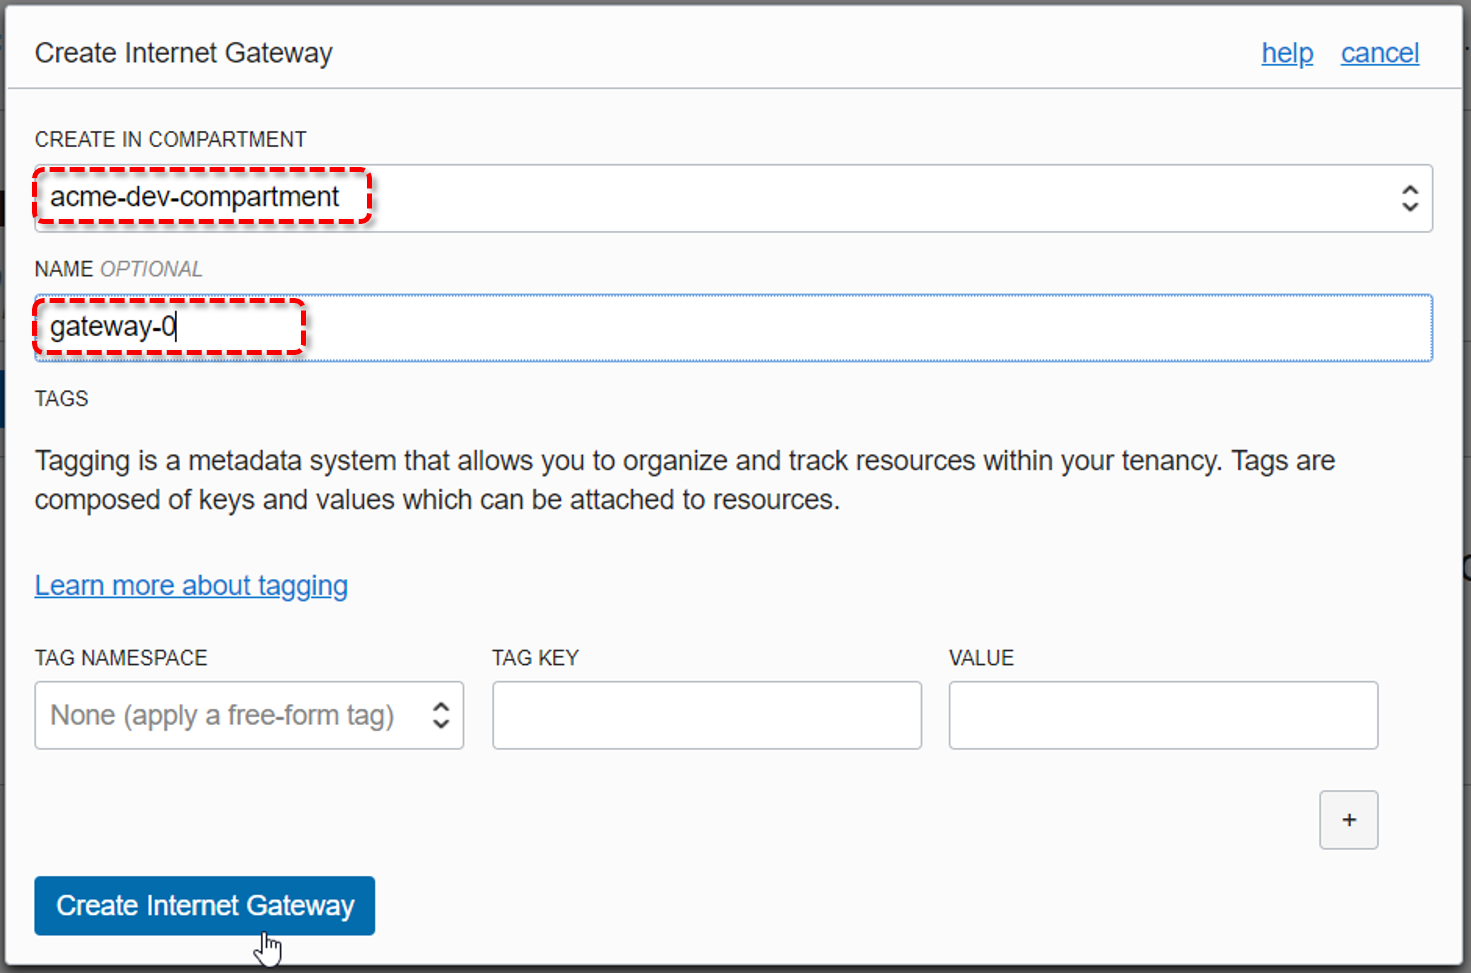 Create Internet Gateway
help cancel
CREATE IN COMPARTMENT
acme-dev-compartment
NAME OPTIONAL
gateway-0
TAGS
Tagging is a metadata system that allows you to organize and track resources within your tenancy. Tags are
composed of keys and values which can be attached to resources.
Learn more about tagging
TAG NAMESPACE TAG KEY VALUE
None (apply a free-form tag)
+
Create Internet Gateway